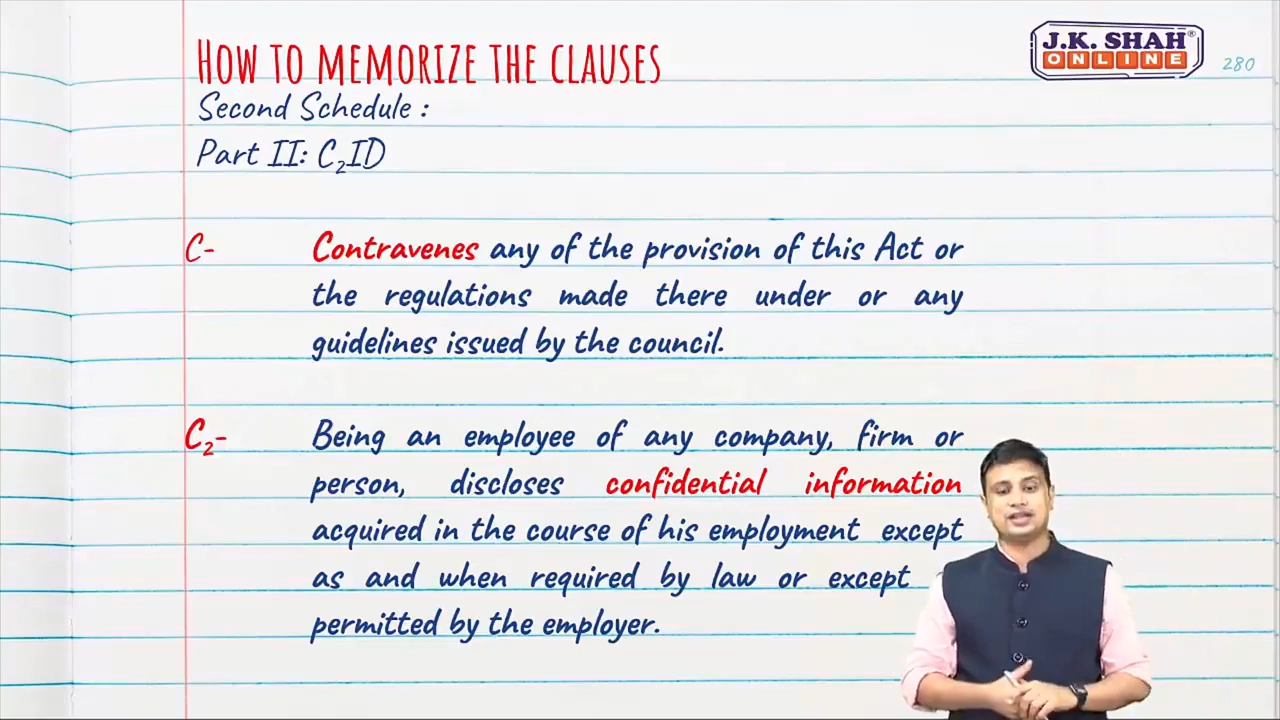 HOW TO MEMORIZE THE CLAUSES
J.K. SHAH®
ONLINE
280
Second Schedule :
Part II: C₂ID
C- Contravenes any of the provision of this Act or
the regulations made there under or any
guidelines issued by the council.
C₂- Being an employee of any company, firm or
person, discloses confidential information
acquired in the course of his employment except
as and when required by law or except
permitted by the employer.